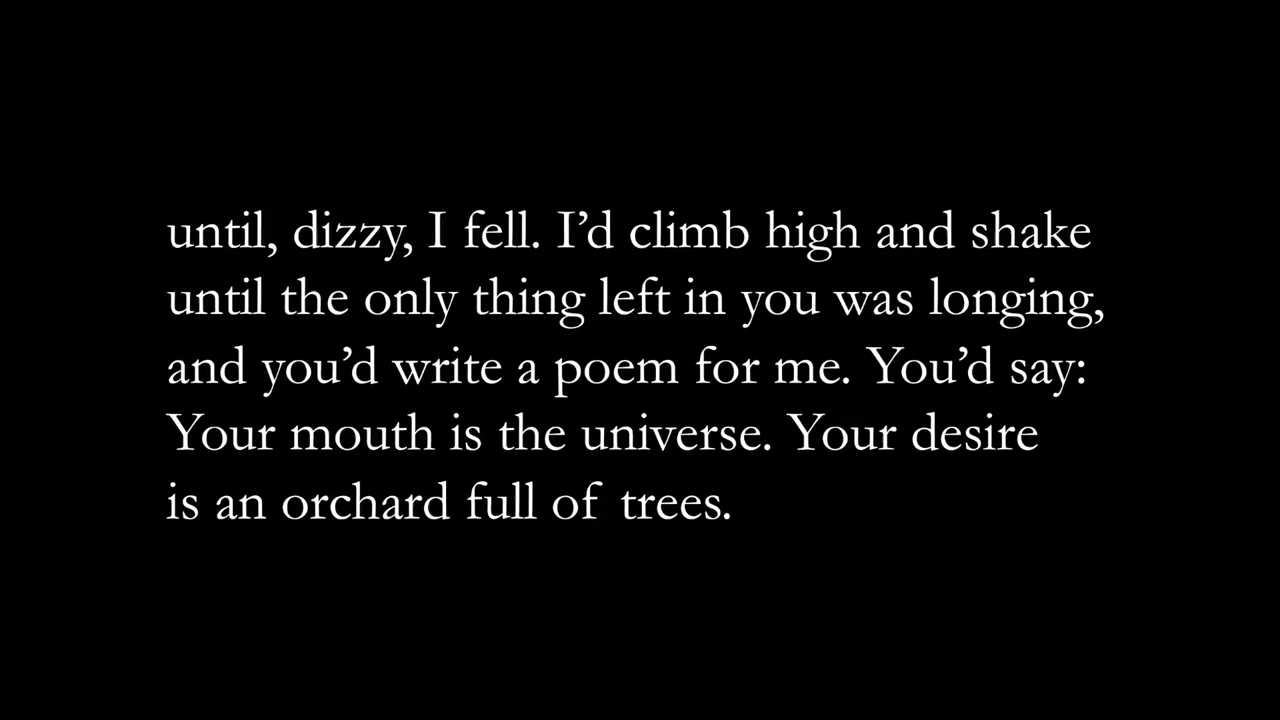 until, dizzy, I fell. I’d climb high and shake
until the only thing left in you was longing,
and you’d write a poem for me. You’d say:
Your mouth is the universe. Your desire
is an orchard full of trees.